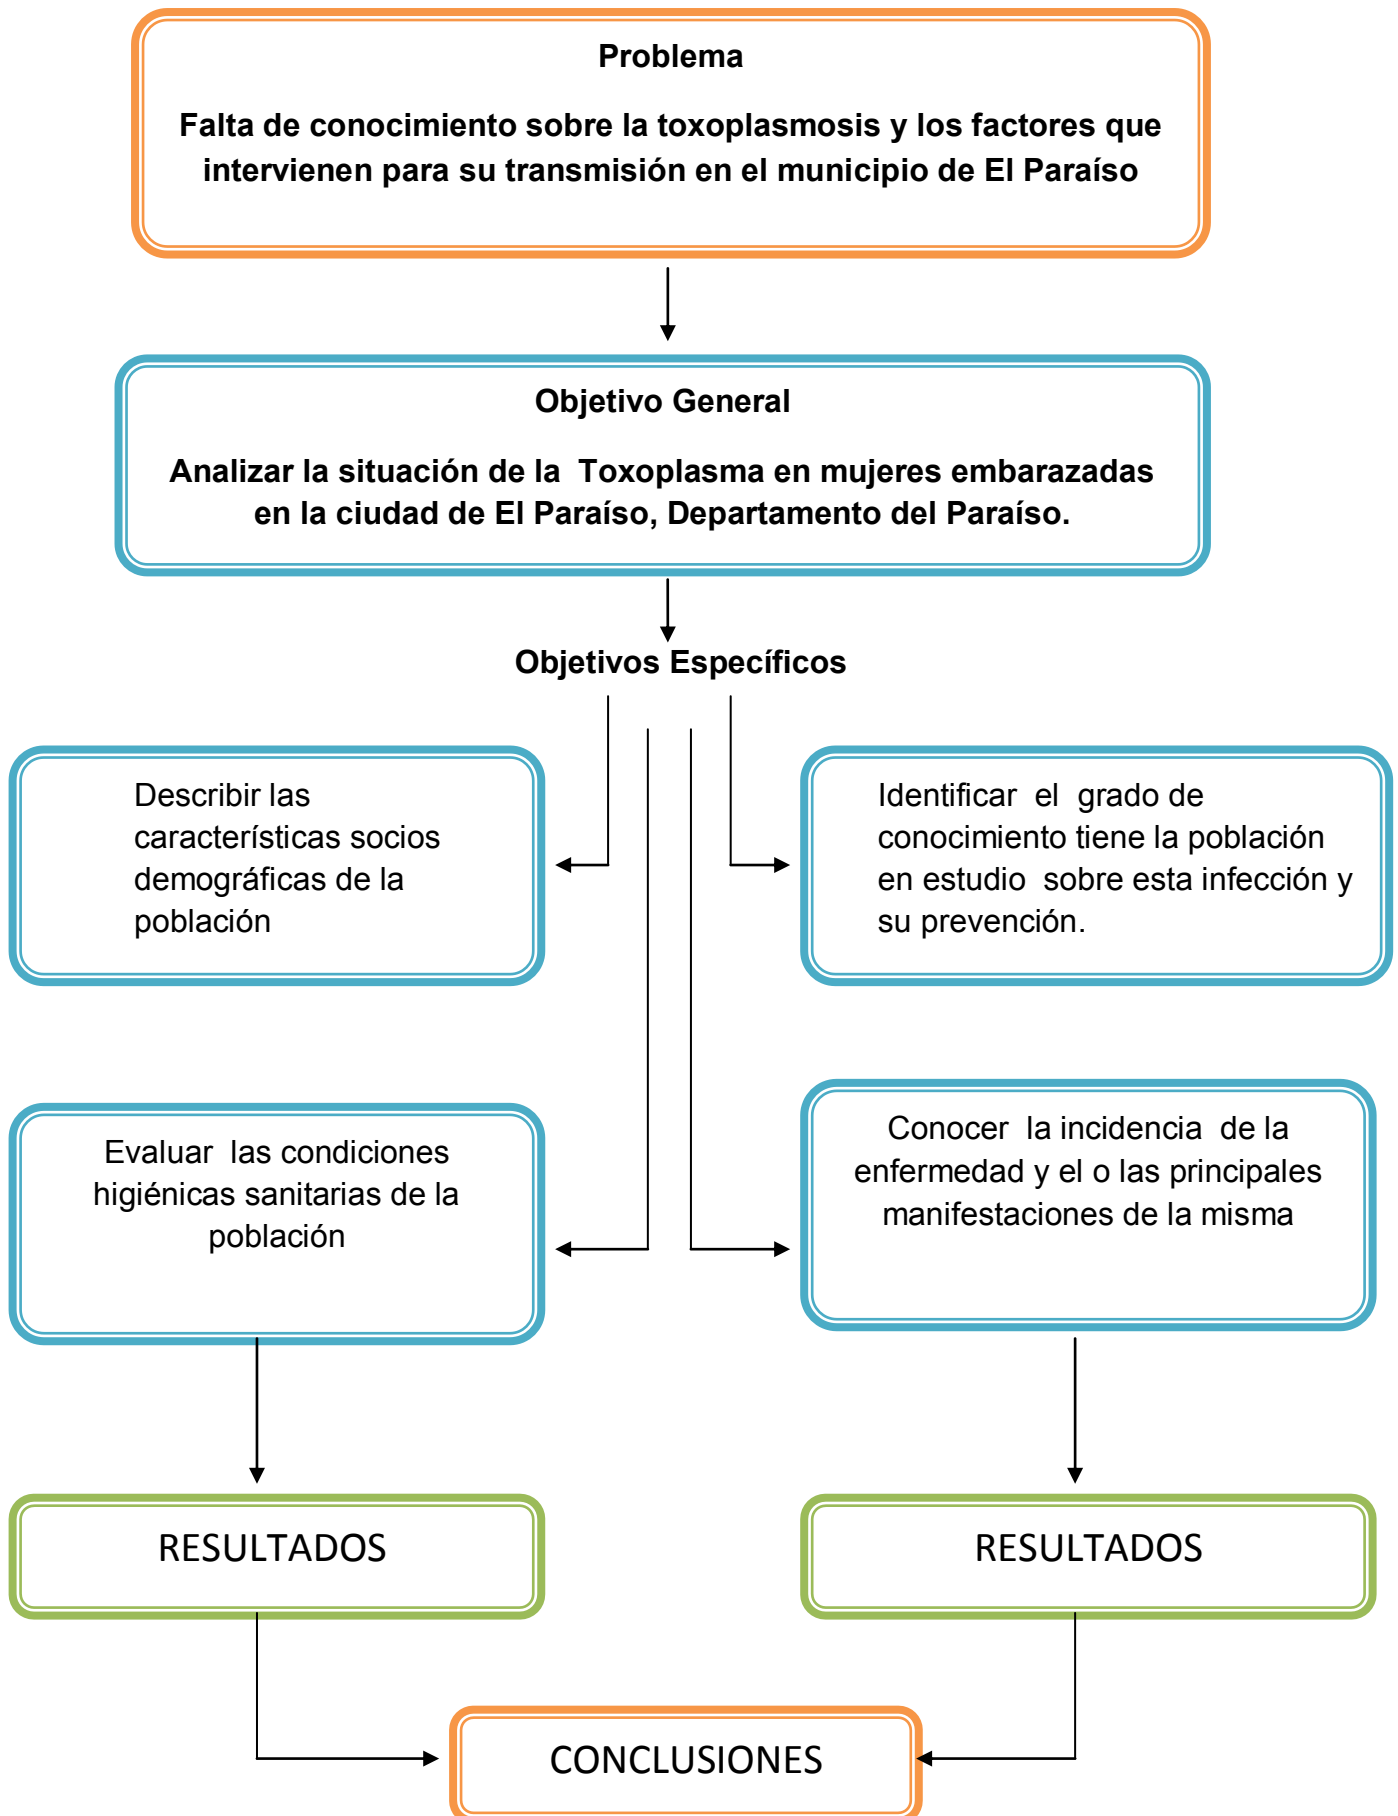 Problema
Falta de conocimiento sobre la toxoplasmosis y los factores que
intervienen para su transmisión en el municipio de El Paraíso
Objetivo General
Analizar la situación de la Toxoplasma en mujeres embarazadas
en la ciudad de El Paraíso, Departamento del Paraíso.
Objetivos Específicos
Describir las
características socios
demográficas de la
población
Identificar el grado de
conocimiento tiene la población
en estudio sobre esta infección y
su prevención.
Evaluar las condiciones
higiénicas sanitarias de la
población
Conocer la incidencia de la
enfermedad y el o las principales
manifestaciones de la misma
RESULTADOS
RESULTADOS
CONCLUSIONES